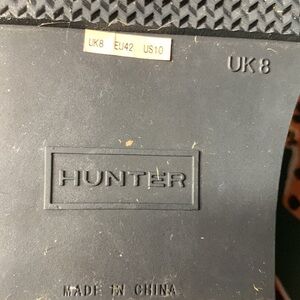 UK8 EU42 US10
UK 8
HUNTER
MADE IN CHINA